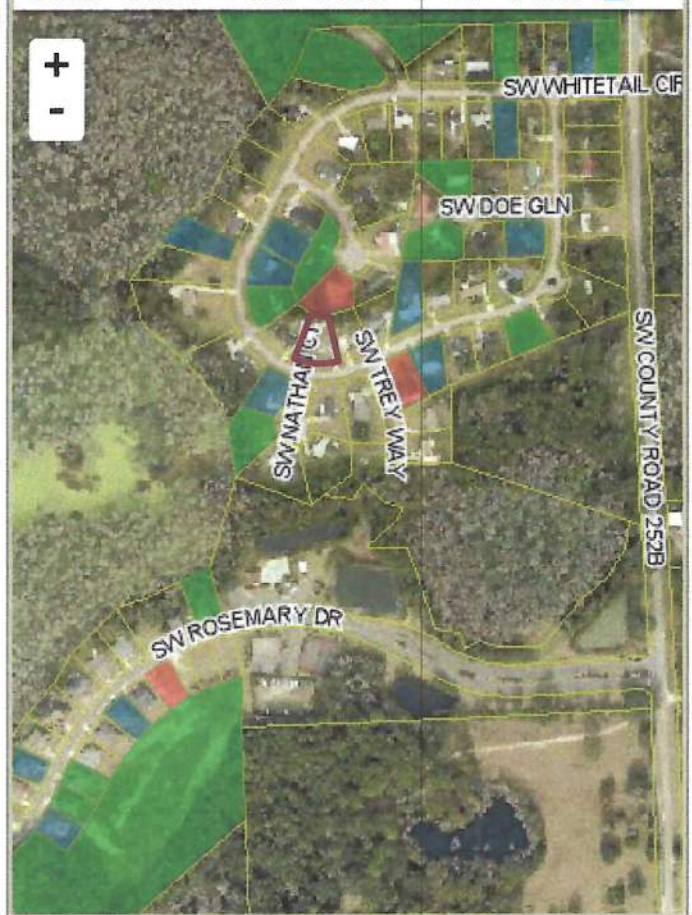 +
-
SW WHITETAIL CIR
SW DOE GLN
SW NATHAN CT
SW TREY WAY
SW COUNTY ROAD 252B
SW ROSEMARY DR